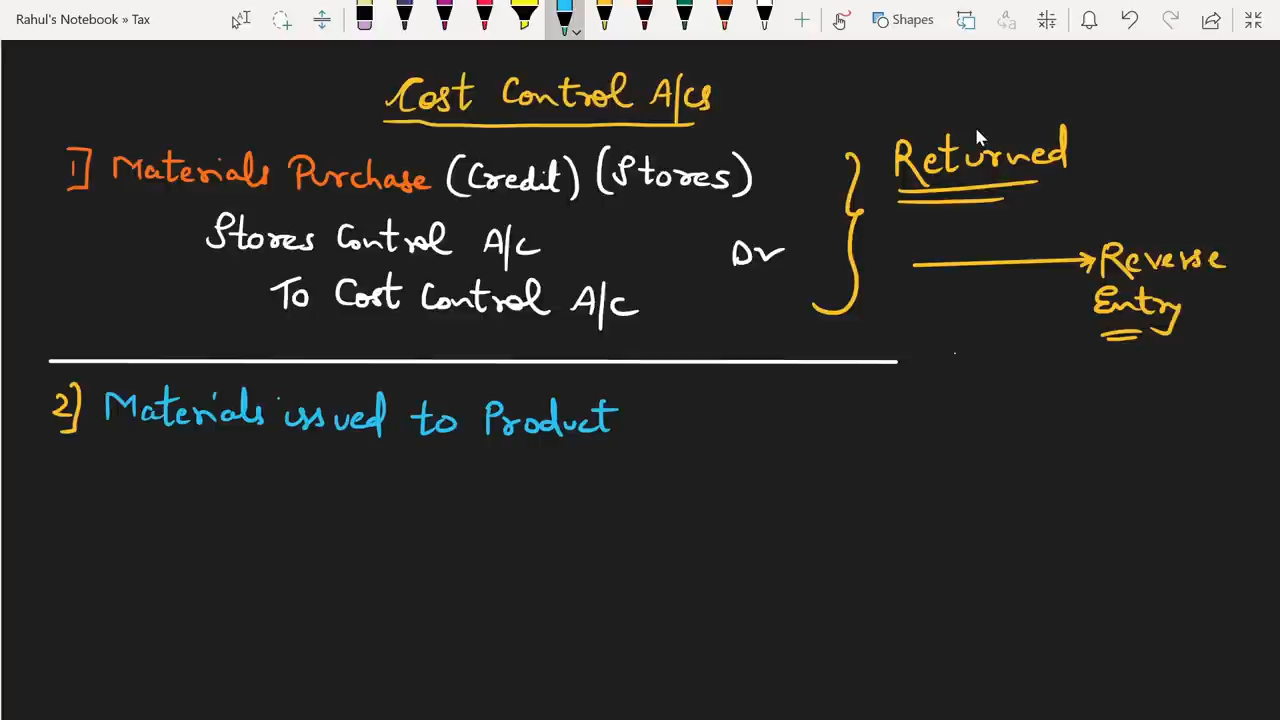 Rahul's Notebook » Tax
Shapes
Cost Control A/cs
1] Materials Purchase (Credit) (Stores)
Stores Control A/C Dr
To Cost Control A/C
Returned
Reverse
Entry
2] Materials issued to Product